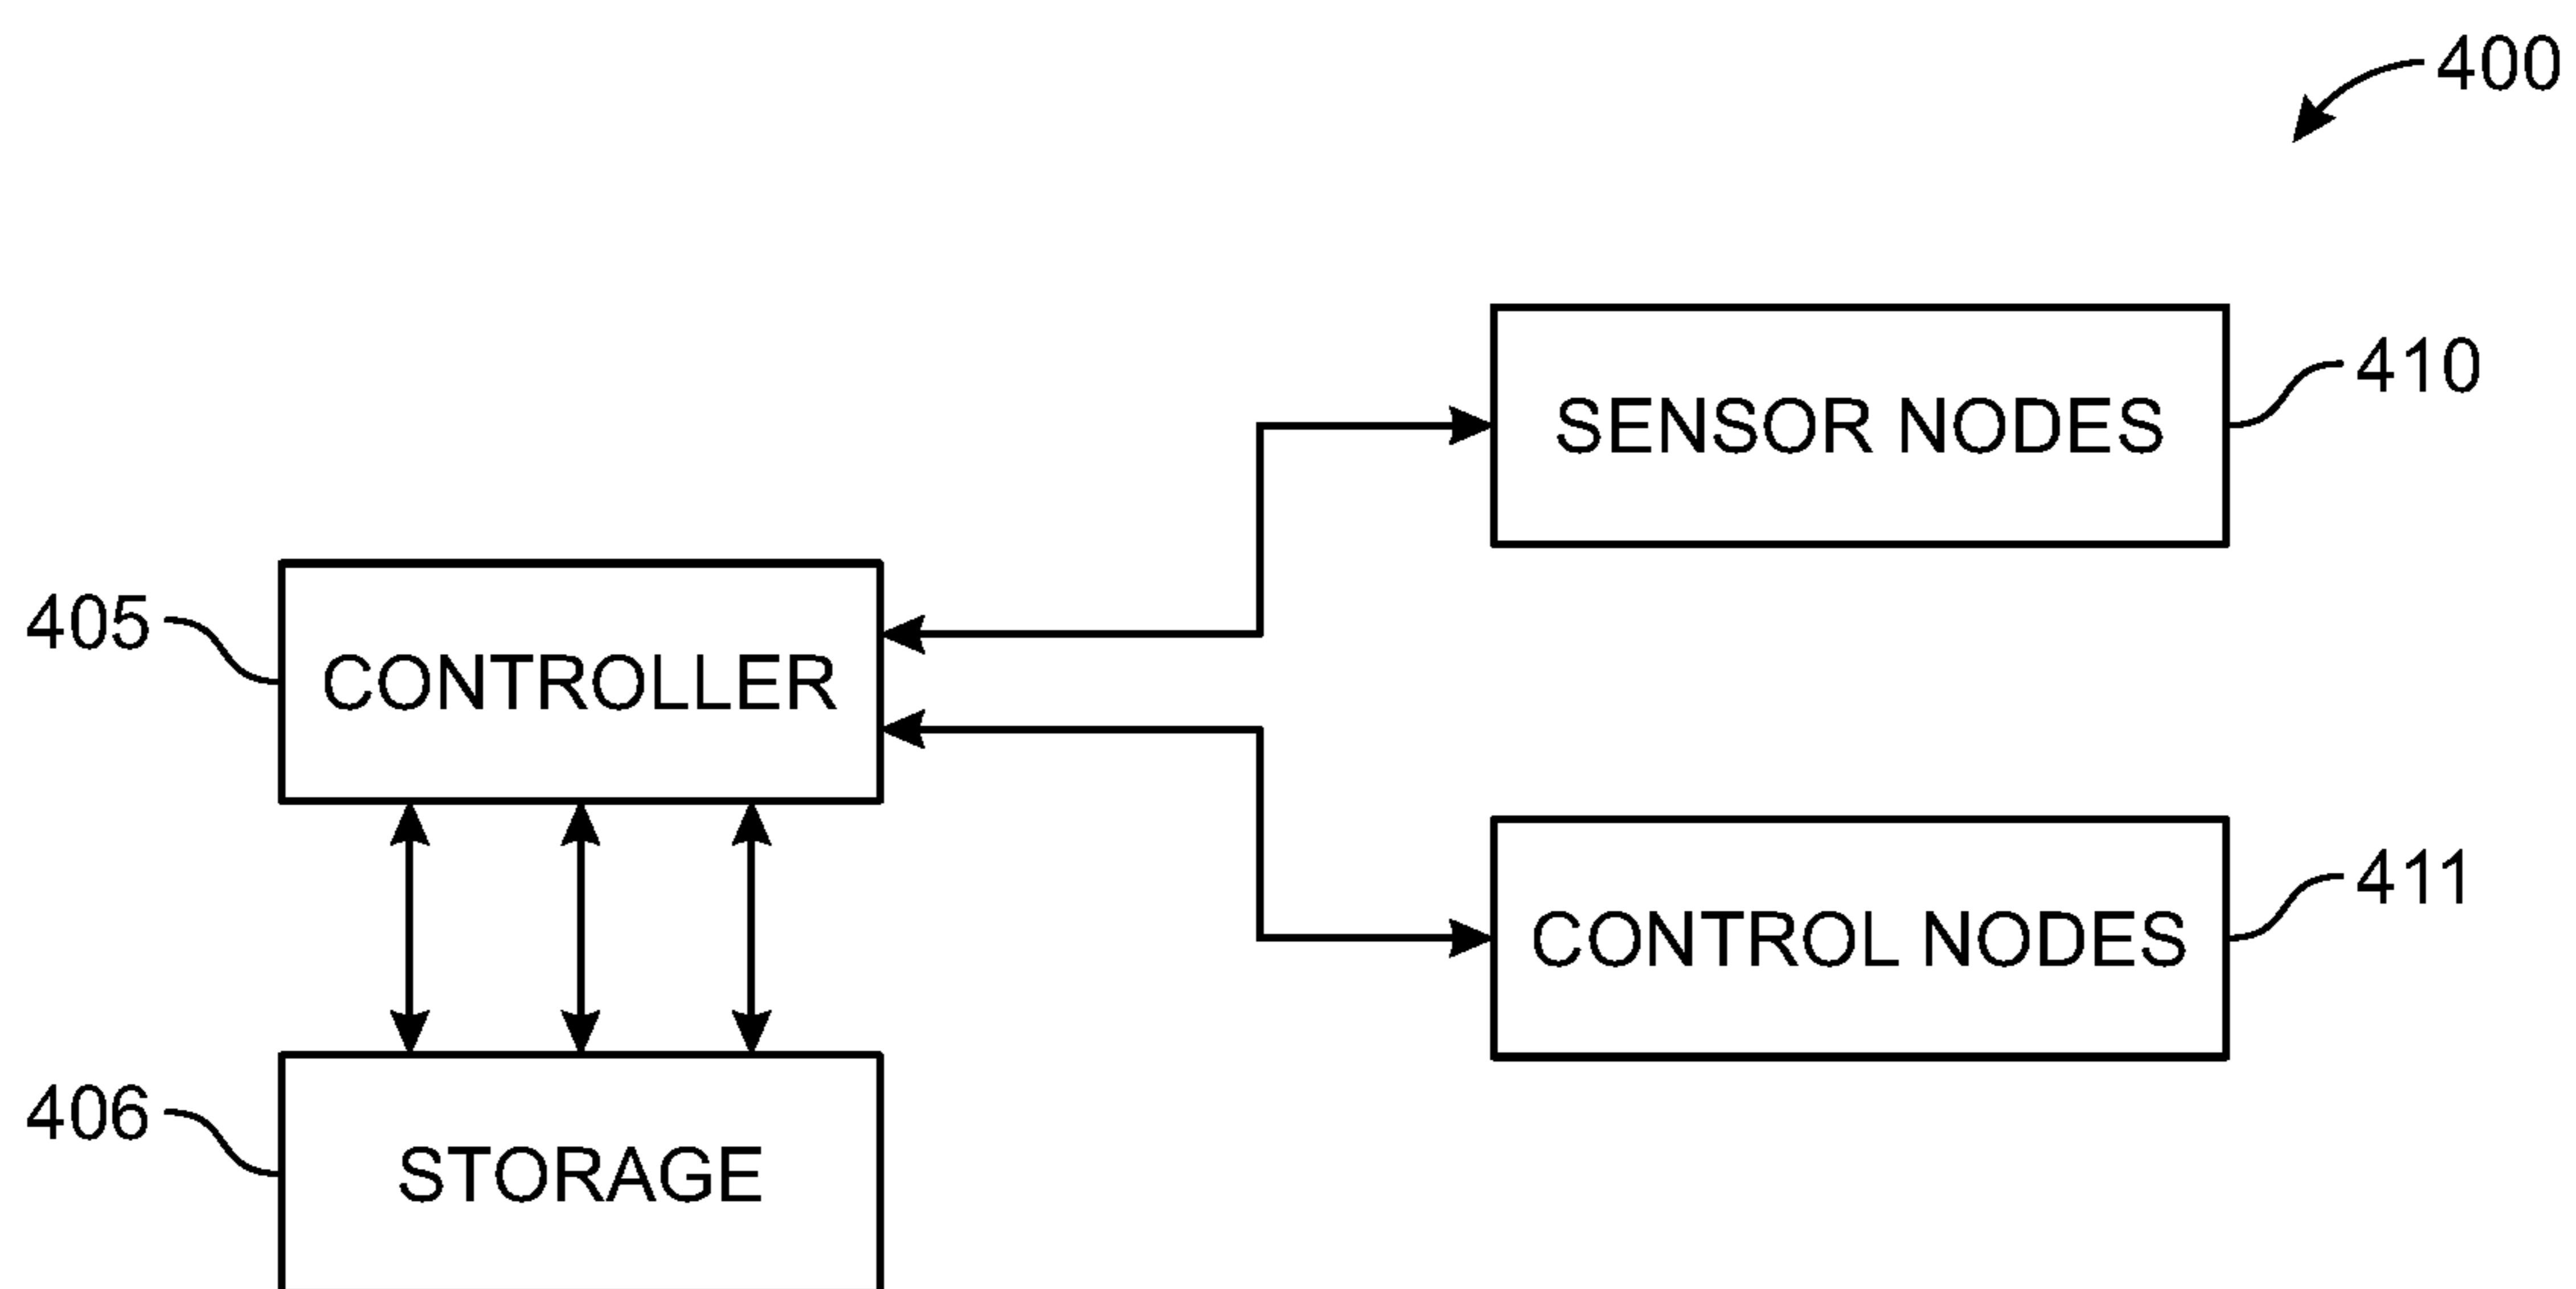 400
410
SENSOR NODES
405
CONTROLLER
411
CONTROL NODES
406
STORAGE